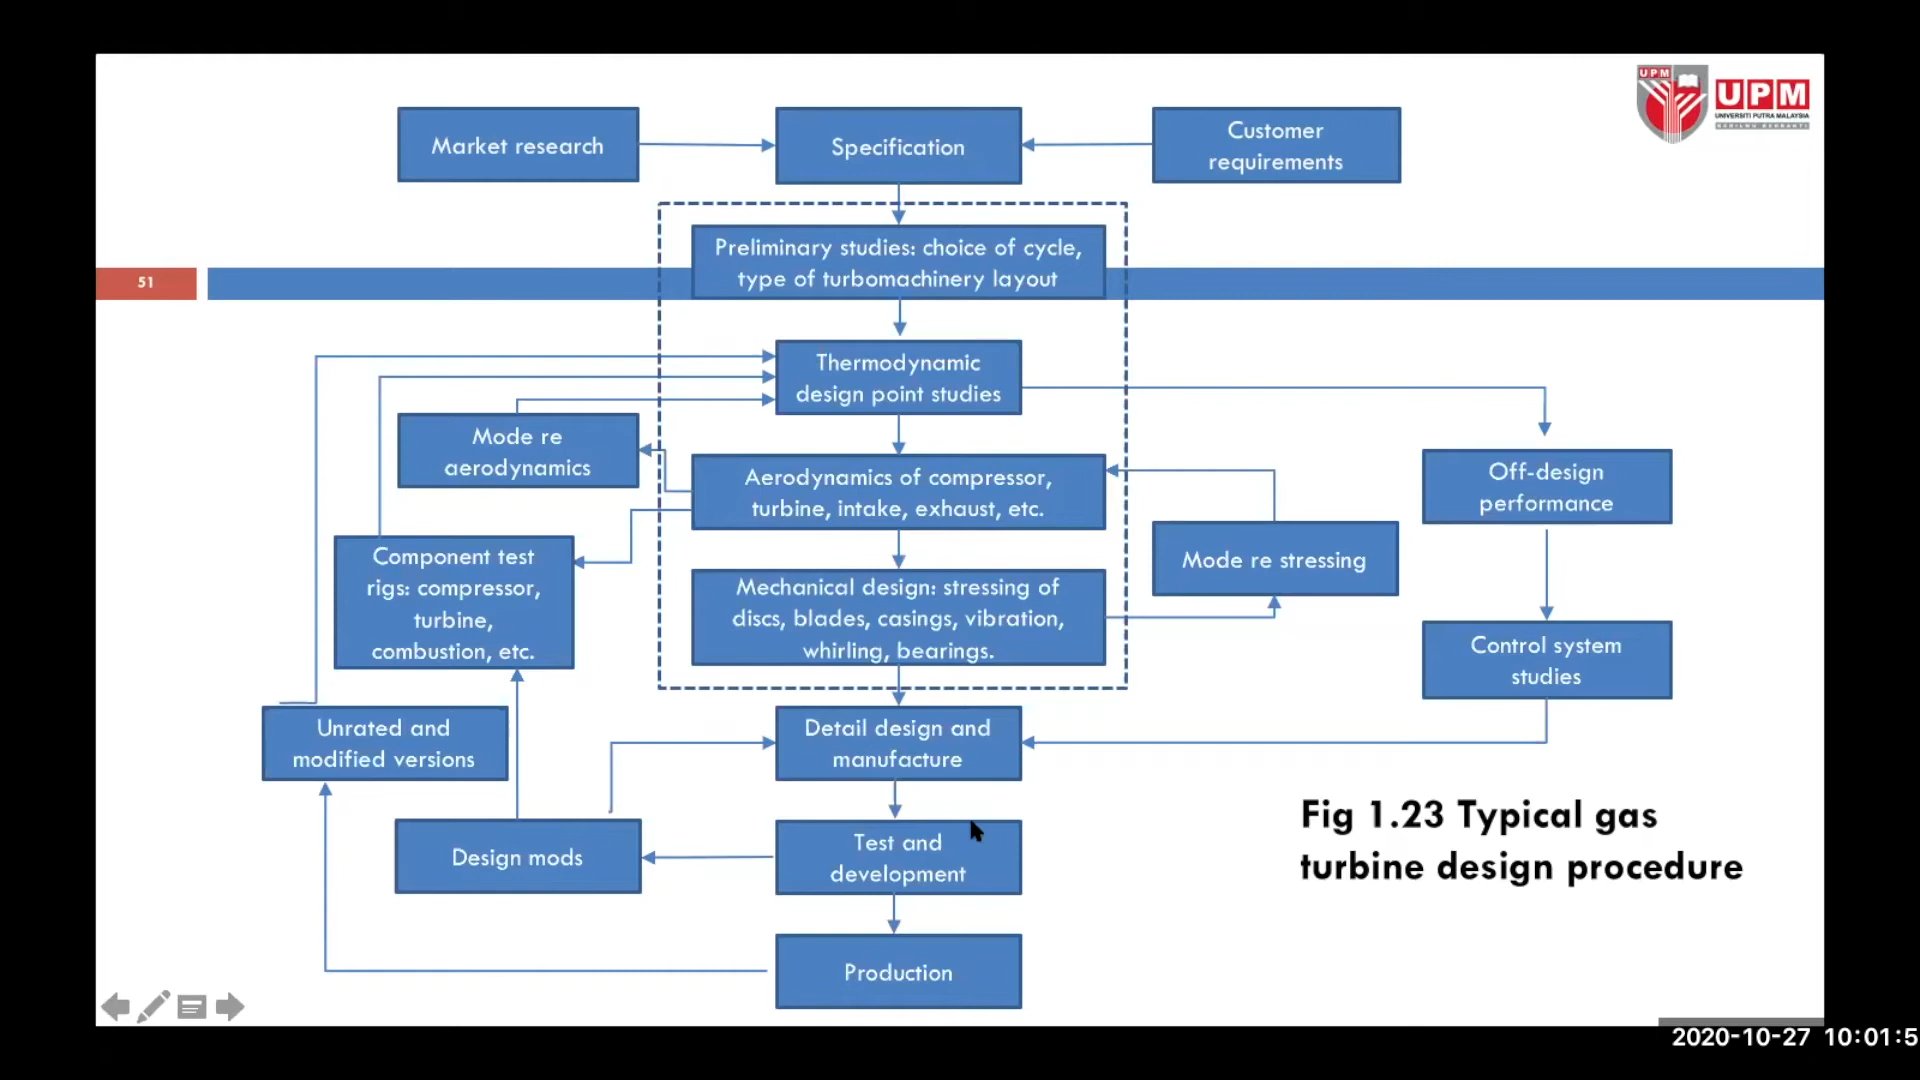 UPM
UPM
UNIVERSITI PUTRA MALAYSIA
Market research
Specification
Customer
requirements
Preliminary studies: choice of cycle,
type of turbomachinery layout
51
Thermodynamic
design point studies
Mode re
aerodynamics
Aerodynamics of compressor,
turbine, intake, exhaust, etc.
Off-design
performance
Mode re stressing
Component test
rigs: compressor,
turbine,
combustion, etc.
Mechanical design: stressing of
discs, blades, casings, vibration,
whirling, bearings.
Control system
studies
Unrated and
modified versions
Detail design and
manufacture
Design mods
Test and
development
Fig 1.23 Typical gas
turbine design procedure
Production
2020-10-27 10:01:5